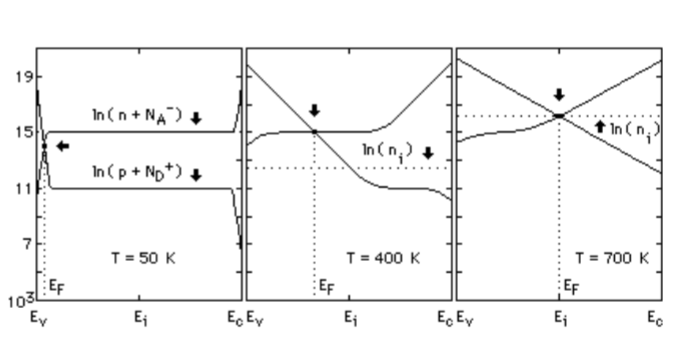 19
15
11
7
10³
ln(n + N_A⁻)
ln(p + N_D⁺)
T = 50 K
E_F
E_v
E_i
E_c
ln(n_i)
T = 400 K
E_F
E_v
E_i
E_c
ln(n_i)
T = 700 K
E_F
E_v
E_i
E_c